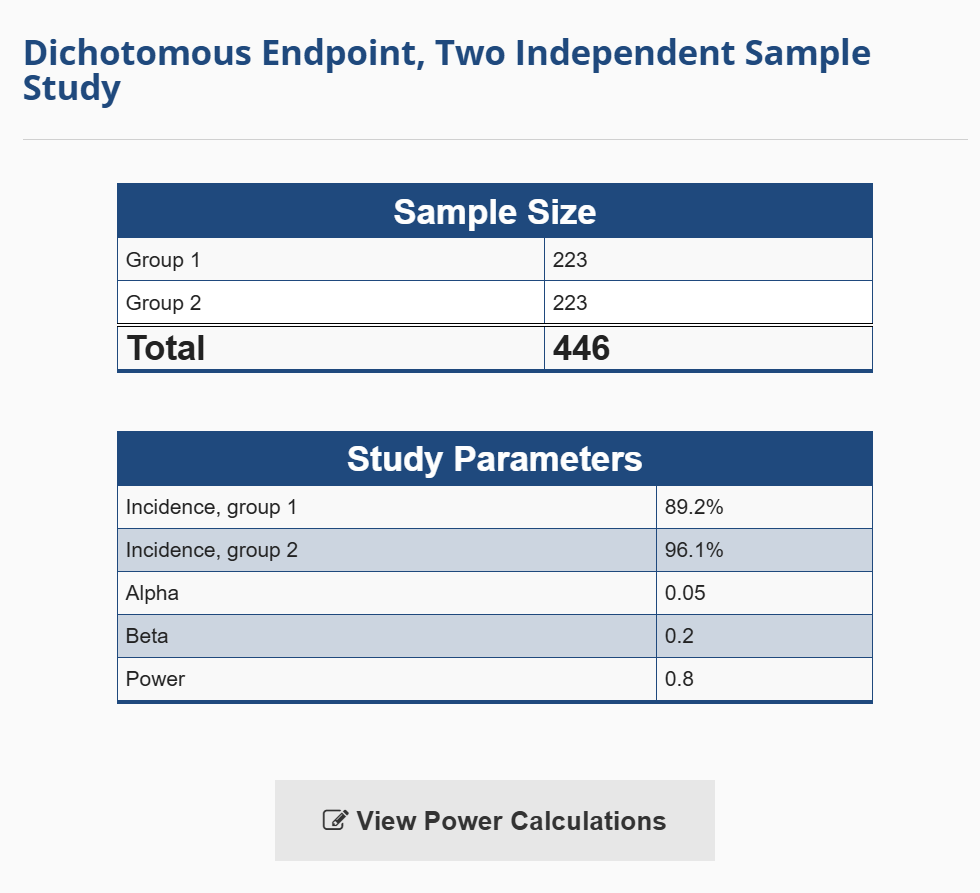 Dichotomous Endpoint, Two Independent Sample
Study
Sample Size
Group 1 223
Group 2 223
Total 446
Study Parameters
Incidence, group 1 89.2%
Incidence, group 2 96.1%
Alpha 0.05
Beta 0.2
Power 0.8
View Power Calculations